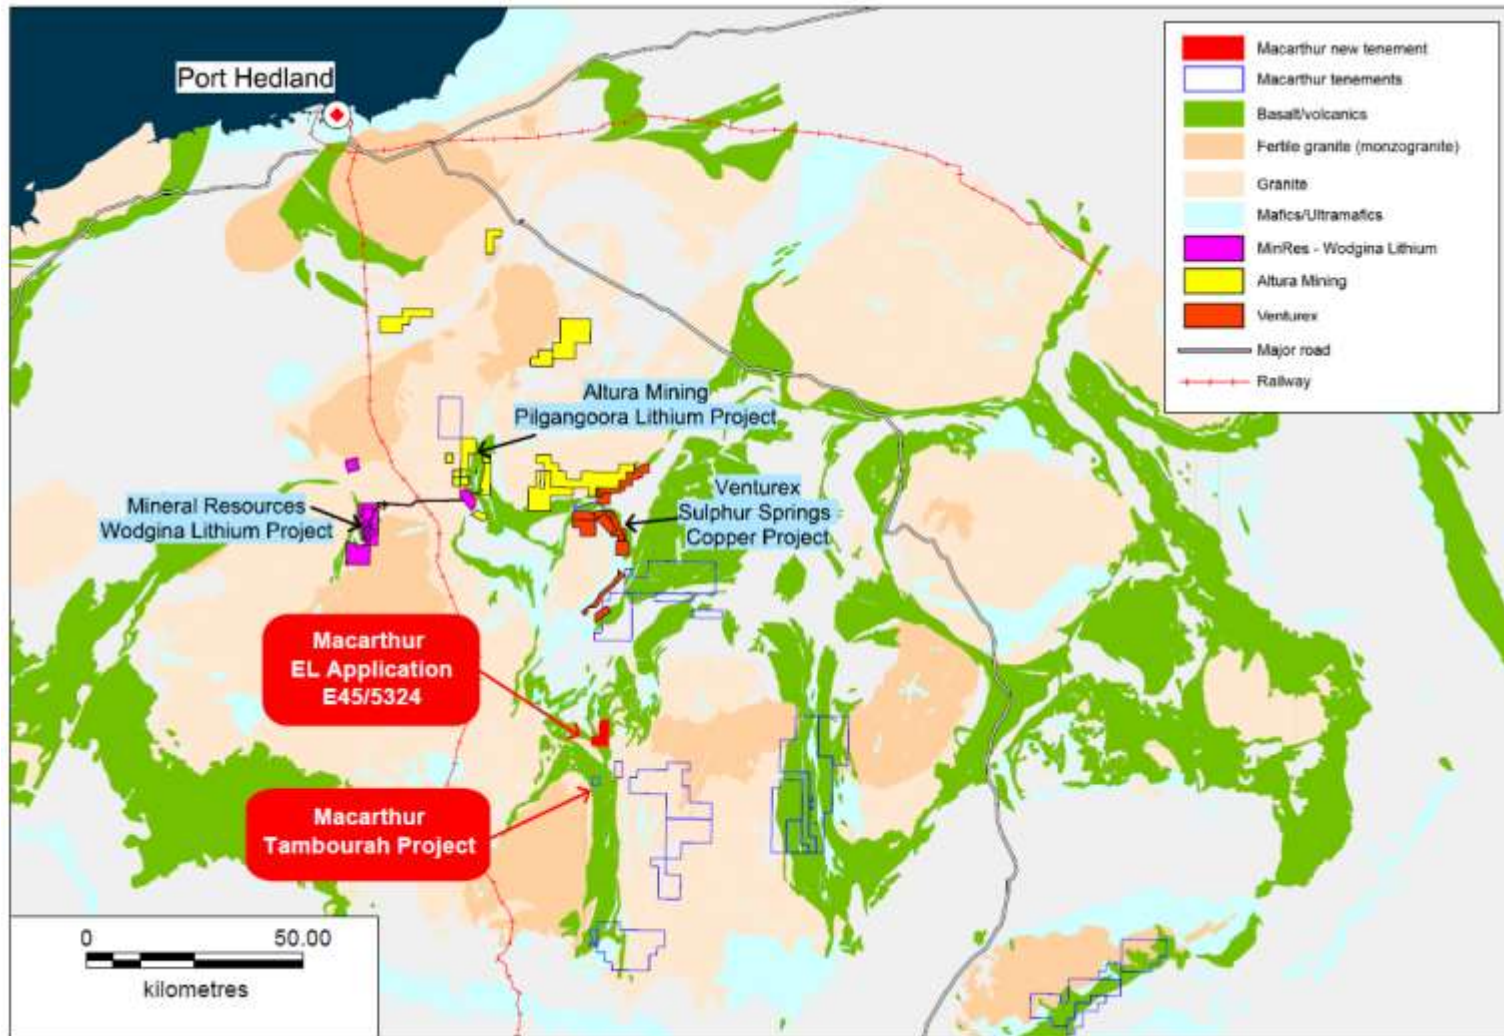 Port Hedland
Macarthur new tenement
Macarthur tenements
Basalt/volcanics
Fertile granite (monzogranite)
Granite
Mafics/Ultramafics
MinRes - Wodgina Lithium
Altura Mining
Venturex
Major road
Railway
Altura Mining
Pilgangoora Lithium Project
Mineral Resources
Wodgina Lithium Project
Venturex
Sulphur Springs
Copper Project
Macarthur
EL Application
E45/5324
Macarthur
Tambourah Project
0 50.00
kilometres